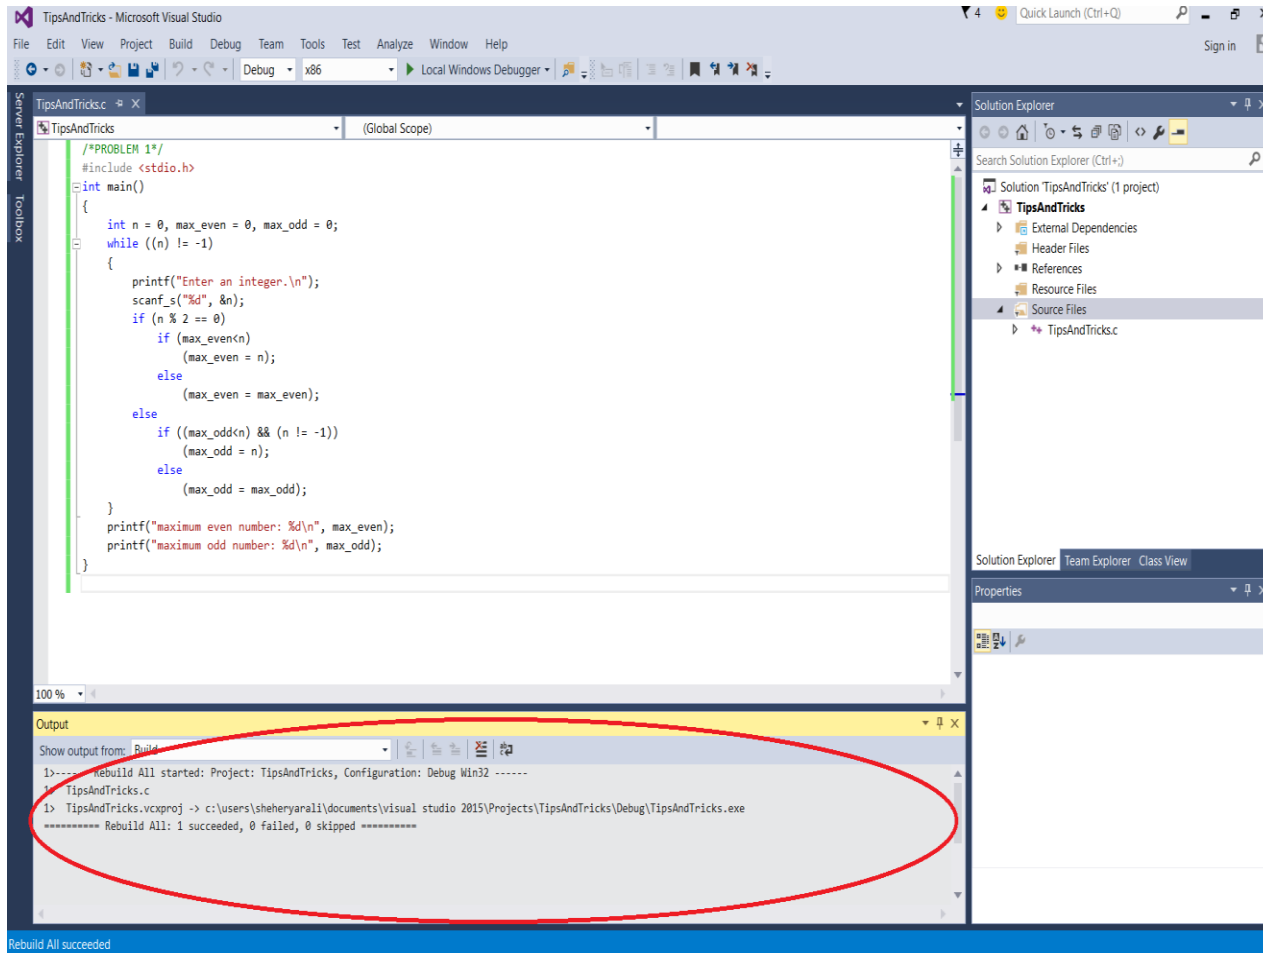 TipsAndTricks - Microsoft Visual Studio
4
Quick Launch (Ctrl+Q)
File Edit View Project Build Debug Team Tools Test Analyze Window Help
Sign in
Debug x86 Local Windows Debugger
Server Explorer
Toolbox
TipsAndTricks.c
TipsAndTricks (Global Scope)
/*PROBLEM 1*/
#include <stdio.h>
int main()
{
int n = 0, max_even = 0, max_odd = 0;
while ((n) != -1)
{
printf("Enter an integer.\n");
scanf_s("%d", &n);
if (n % 2 == 0)
if (max_even<n)
(max_even = n);
else
(max_even = max_even);
else
if ((max_odd<n) && (n != -1))
(max_odd = n);
else
(max_odd = max_odd);
}
printf("maximum even number: %d\n", max_even);
printf("maximum odd number: %d\n", max_odd);
}
100 %
Output
Show output from: Build
1>------ Rebuild All started: Project: TipsAndTricks, Configuration: Debug Win32 ------
1> TipsAndTricks.c
1> TipsAndTricks.vcxproj -> c:\users\sheheryarali\documents\visual studio 2015\Projects\TipsAndTricks\Debug\TipsAndTricks.exe
========== Rebuild All: 1 succeeded, 0 failed, 0 skipped ==========
Solution Explorer
Search Solution Explorer (Ctrl+;)
Solution 'TipsAndTricks' (1 project)
TipsAndTricks
External Dependencies
Header Files
References
Resource Files
Source Files
TipsAndTricks.c
Solution Explorer Team Explorer Class View
Properties
Rebuild All succeeded